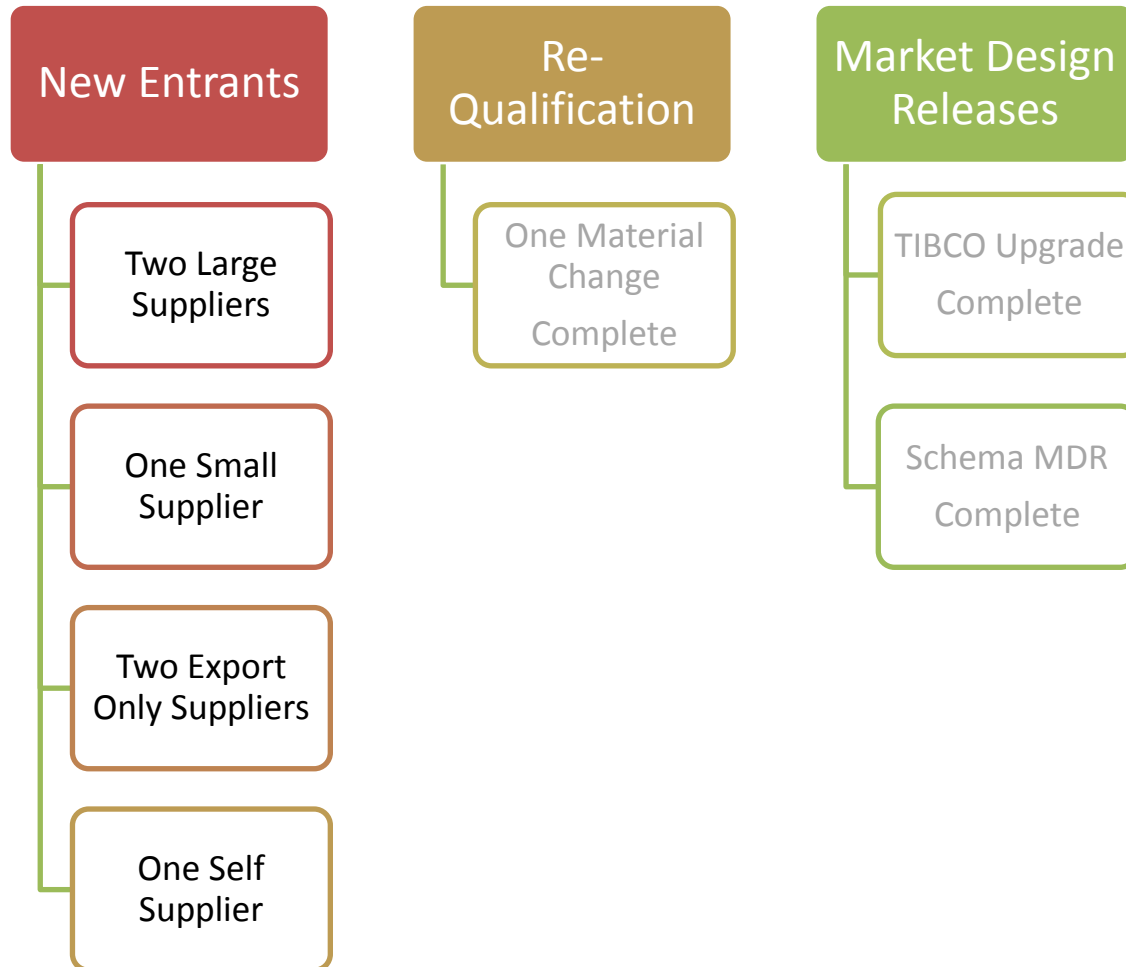 New Entrants
Two Large
Suppliers
One Small
Supplier
Two Export
Only Suppliers
One Self
Supplier
Re-
Qualification
One Material
Change
Complete
Market Design
Releases
TIBCO Upgrade
Complete
Schema MDR
Complete